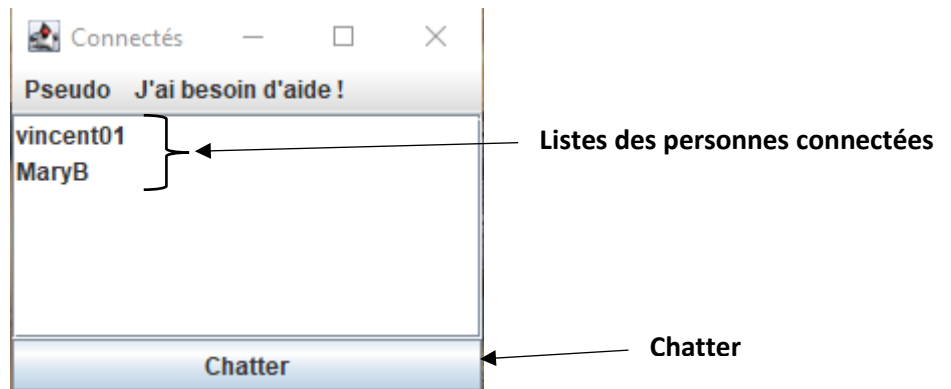 Connectés
Pseudo J'ai besoin d'aide !
vincent01
MaryB
Listes des personnes connectées
Chatter
Chatter